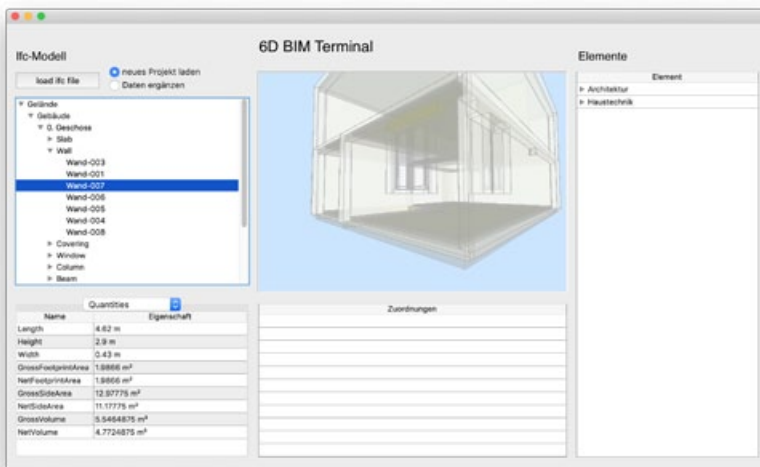 6D BIM Terminal
Ifc-Modell
load ifc file
neues Projekt laden
Daten ergänzen
Gelände
Gebäude
0. Geschoss
Slab
Wall
Wand-003
Wand-001
Wand-007
Wand-006
Wand-005
Wand-004
Wand-008
Covering
Window
Column
Beam
Quantities
Name Eigenschaft
Length 4.62 m
Height 2.9 m
Width 0.43 m
GrossFootprintArea 1.9866 m²
NetFootprintArea 1.9866 m²
GrossSideArea 12.97775 m²
NetSideArea 11.17775 m²
GrossVolume 5.5464875 m³
NetVolume 4.7724875 m³
Zuordnungen
Elemente
Element
Architektur
Haustechnik